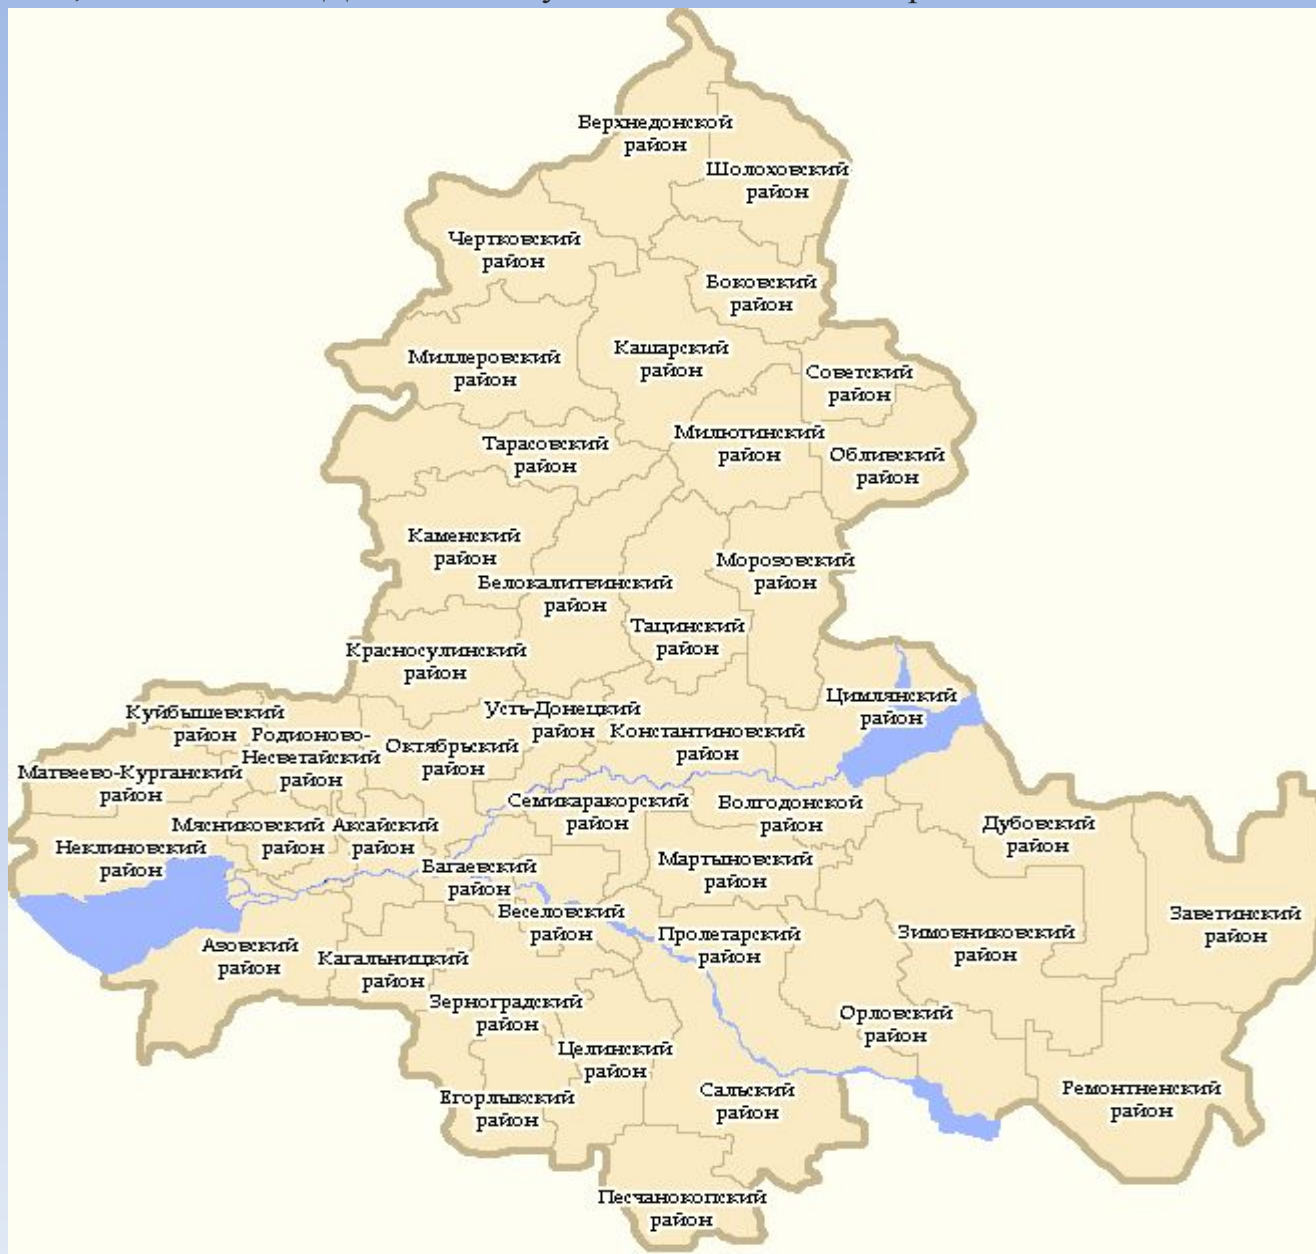 Верхнедонской
район
Шолоховский
район
Чертковский
район
Боковский
район
Кашарский
район
Миллеровский
район
Советский
район
Милютинский
район
Тарасовский
район
Обливский
район
Каменский
район
Морозовский
район
Белокалитвинский
район
Тацинский
район
Красносулинский
район
Цимлянский
район
Куйбышевский
район
Усть-Донецкий
район
Родионово-
Несветайский
район
Октябрьский
район
Константиновский
район
Матвеево-Курганский
район
Семикаракорский
район
Волгодонской
район
Дубовский
район
Мясниковский
район
Аксайский
район
Неклиновский
район
Мартыновский
район
Багаевский
район
Веселовский
район
Заветинский
район
Пролетарский
район
Зимовниковский
район
Азовский
район
Кагальницкий
район
Зерноградский
район
Орловский
район
Целинский
район
Сальский
район
Егорлыкский
район
Ремонтненский
район
Песчанокопский
район